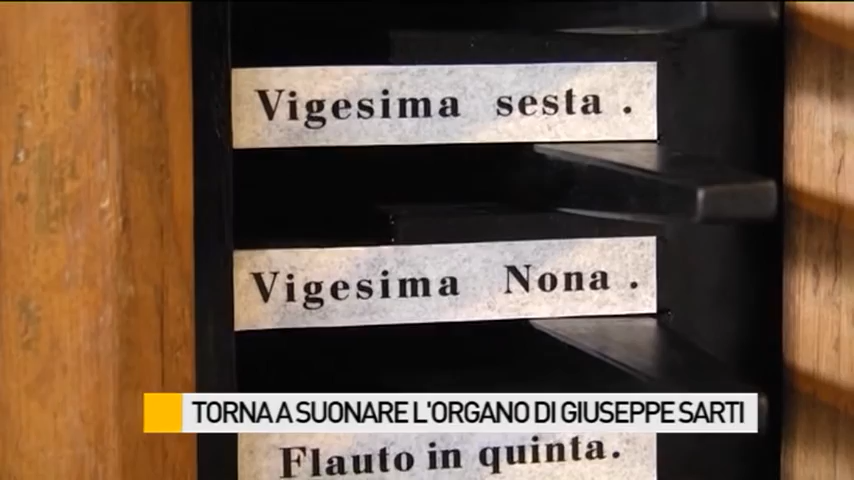 Vigesima sesta.
Vigesima Nona.
TORNA A SUONARE L'ORGANO DI GIUSEPPE SARTI
Flauto in quinta.